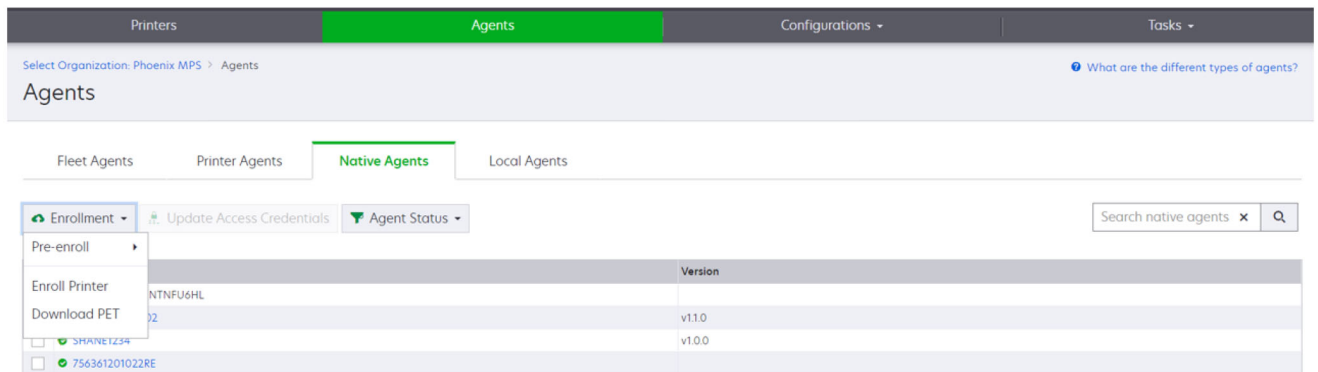 Printers Agents Configurations Tasks
Select Organization: Phoenix MPS > Agents
What are the different types of agents?
Agents
Fleet Agents Printer Agents Native Agents Local Agents
Enrollment Update Access Credentials Agent Status Search native agents
Pre-enroll
Version
Enroll Printer
NTNFU6HL
Download PET
02 v1.1.0
SHANE1234 v1.0.0
756361201022RE